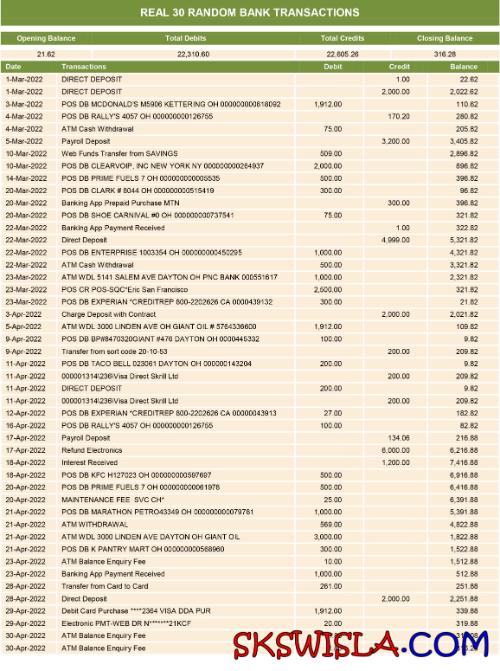 REAL 30 RANDOM BANK TRANSACTIONS
Opening Balance Total Debits Total Credits Closing Balance
21.62 22,310.60 22,605.26 316.28
Date Transactions Debit Credit Balance
1-Mar-2022 DIRECT DEPOSIT 1.00 22.62
1-Mar-2022 DIRECT DEPOSIT 2,000.00 2,022.62
3-Mar-2022 POS DB MCDONALD'S M5906 KETTERING OH 000000000618092 1,912.00 110.62
4-Mar-2022 POS DB RALLY'S 4057 OH 000000000126755 170.20 280.82
4-Mar-2022 ATM Cash Withdrawal 75.00 205.82
5-Mar-2022 Payroll Deposit 3,200.00 3,405.82
10-Mar-2022 Web Funds Transfer from SAVINGS 509.00 2,896.82
10-Mar-2022 POS DB CLEARVOIP, INC NEW YORK NY 000000000264937 2,000.00 896.82
14-Mar-2022 POS DB PRIME FUELS 7 OH 0000000000005535 500.00 396.82
20-Mar-2022 POS DB CLARK # 8044 OH 0000000000515419 300.00 96.82
20-Mar-2022 Banking App Prepaid Purchase MTN 300.00 396.82
20-Mar-2022 POS DB SHOE CARNIVAL #0 OH 0000000000737541 75.00 321.82
22-Mar-2022 Banking App Payment Received 1.00 322.82
22-Mar-2022 Direct Deposit 4,999.00 5,321.82
22-Mar-2022 POS DB ENTERPRISE 1003354 OH 000000000450295 1,000.00 4,321.82
22-Mar-2022 ATM Cash Withdrawal 500.00 3,321.82
23-Mar-2022 ATM WDL 5141 SALEM AVE DAYTON OH PNC BANK 000551617 1,000.00 2,321.82
23-Mar-2022 POS CR POS-SQC*Eric San Francisco 2,500.00 321.82
23-Mar-2022 POS DB EXPERIAN *CREDITREP 800-2202626 CA 0000439132 300.00 21.82
3-Apr-2022 Charge Deposit with Contract 2,000.00 2,021.82
5-Apr-2022 ATM WDL 3000 LINDEN AVE OH GIANT OIL # 5764336600 1,912.00 109.82
9-Apr-2022 POS DB BP#8470320GIANT #476 DAYTON OH 0000445332 100.00 9.82
9-Apr-2022 Transfer from sort code 20-10-53 200.00 209.82
11-Apr-2022 POS DB TACO BELL 023061 DAYTON OH 000000143204 200.00 9.82
11-Apr-2022 000001314\236\Visa Direct Skrill Ltd 200.00 209.82
11-Apr-2022 DIRECT DEPOSIT 200.00 9.82
11-Apr-2022 000001314\236\Visa Direct Skrill Ltd 200.00 209.82
12-Apr-2022 POS DB EXPERIAN *CREDITREP 800-2202626 CA 00000043913 27.00 182.82
16-Apr-2022 POS DB RALLY'S 4057 OH 000000000126755 100.00 82.82
17-Apr-2022 Payroll Deposit 134.06 216.88
17-Apr-2022 Refund Electronics 6,000.00 6,216.88
18-Apr-2022 Interest Received 1,200.00 7,416.88
18-Apr-2022 POS DB KFC H127023 OH 000000000597697 500.00 6,916.88
20-Apr-2022 POS DB PRIME FUELS 7 OH 000000000061978 500.00 6,416.88
20-Apr-2022 MAINTENANCE FEE SVC CH* 25.00 6,391.88
21-Apr-2022 POS DB MARATHON PETRO43349 OH 0000000000079781 1,000.00 5,391.88
21-Apr-2022 ATM WITHDRAWAL 569.00 4,822.88
21-Apr-2022 ATM WDL 3000 LINDEN AVE DAYTON OH GIANT OIL 3,000.00 1,822.88
21-Apr-2022 POS DB K PANTRY MART OH 000000000568960 300.00 1,522.88
23-Apr-2022 ATM Balance Enquiry Fee 10.00 1,512.88
23-Apr-2022 Banking App Payment Received 1,000.00 512.88
28-Apr-2022 Transfer from Card to Card 261.00 251.88
28-Apr-2022 Direct Deposit 2,000.00 2,251.88
29-Apr-2022 Debit Card Purchase ****2364 VISA DDA PUR 1,912.00 339.88
29-Apr-2022 Electronic PMT-WEB DR N*******21KCF 20.00 319.88
30-Apr-2022 ATM Balance Enquiry Fee
30-Apr-2022 ATM Balance Enquiry Fee
SKSWISLA.COM